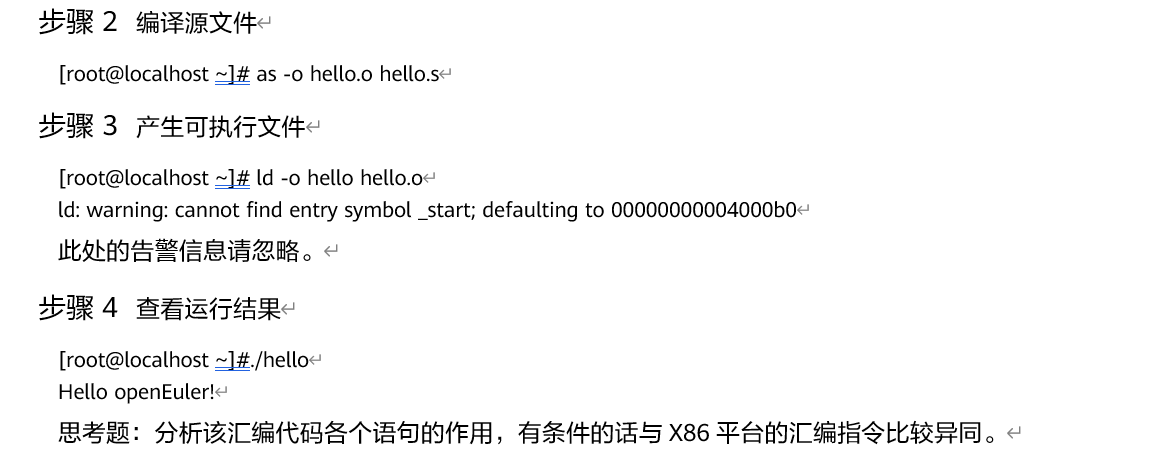 步骤 2 编译源文件↵
[root@localhost ~]# as -o hello.o hello.s↵
步骤 3 产生可执行文件↵
[root@localhost ~]# ld -o hello hello.o↵
ld: warning: cannot find entry symbol _start; defaulting to 00000000004000b0↵
此处的告警信息请忽略。↵
步骤 4 查看运行结果↵
[root@localhost ~]#./hello↵
Hello openEuler!↵
思考题：分析该汇编代码各个语句的作用，有条件的话与 X86 平台的汇编指令比较异同。↵